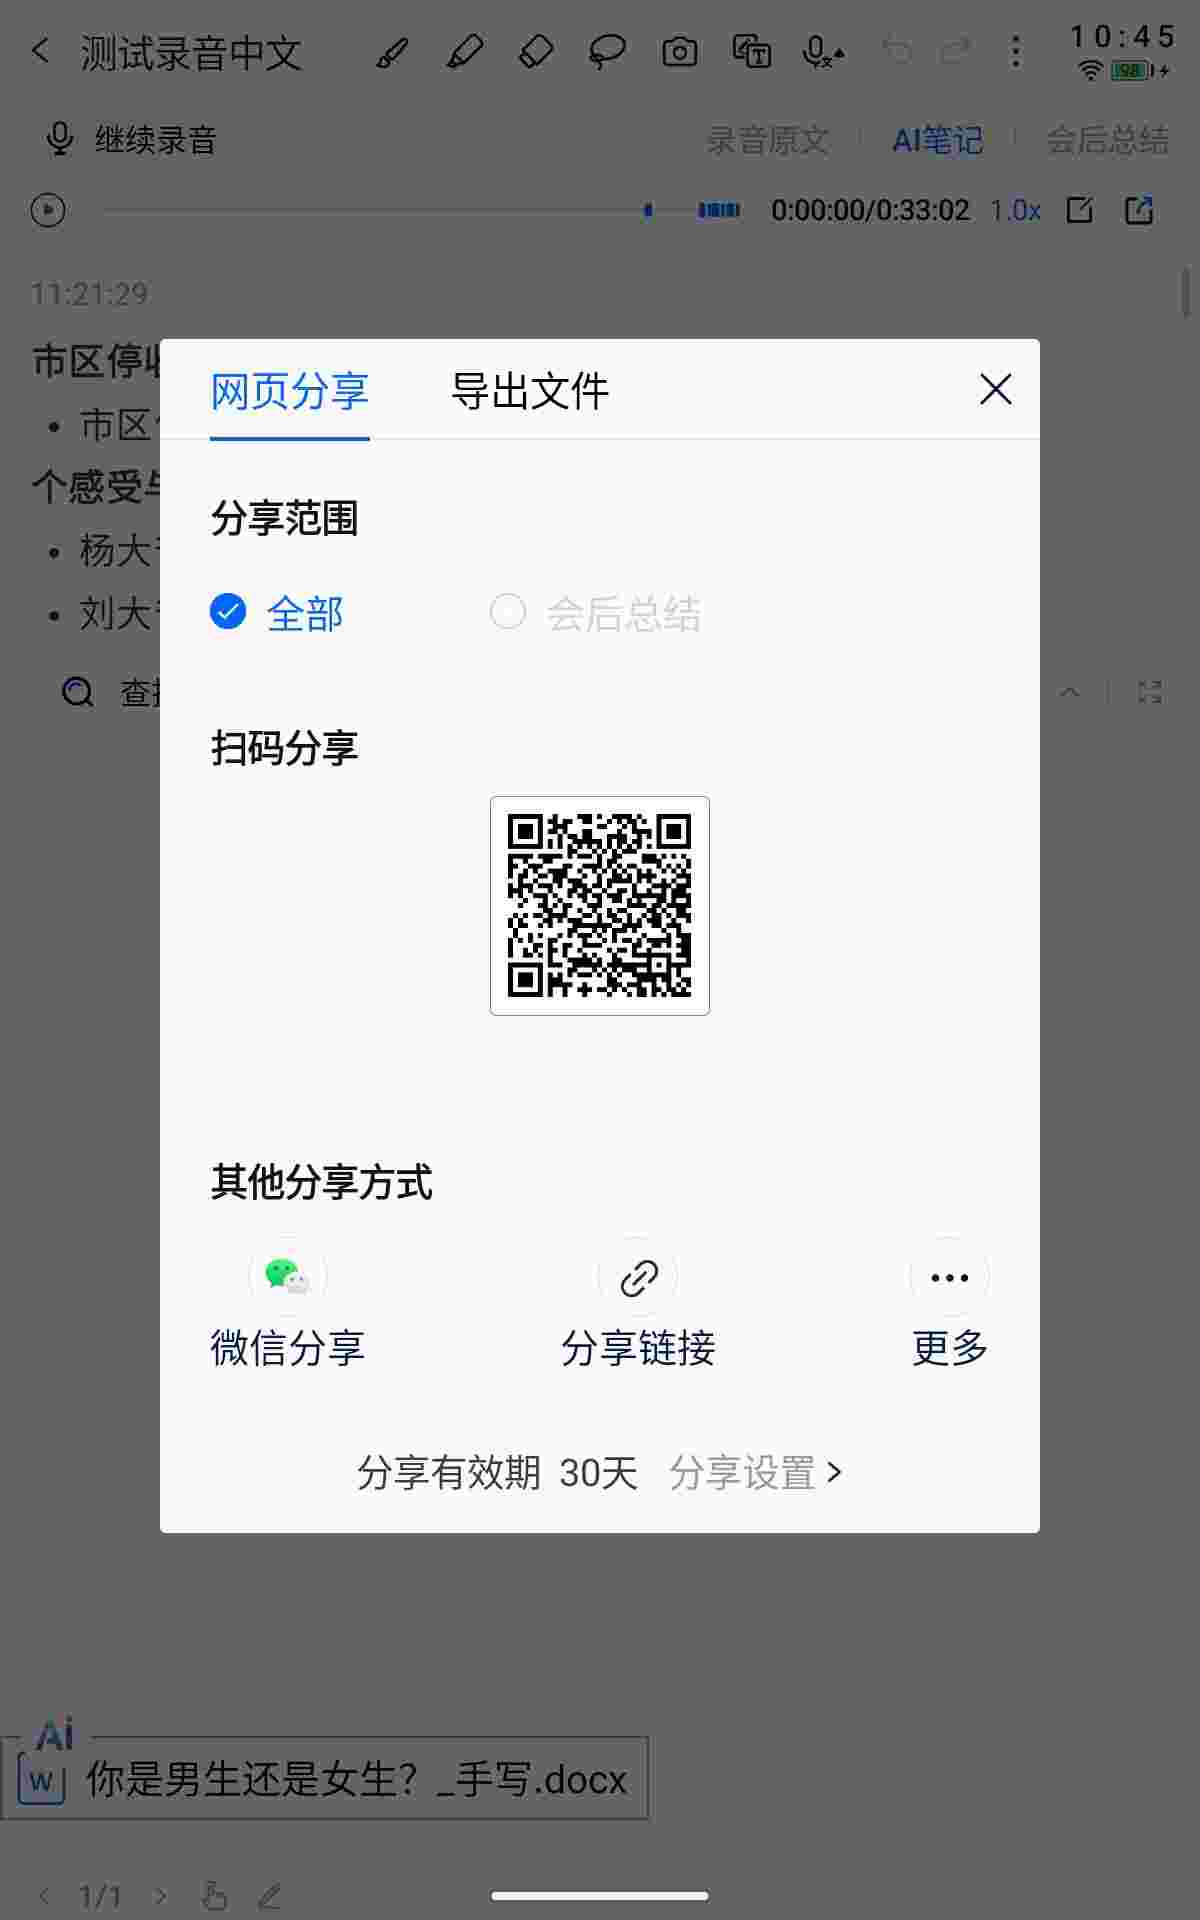 测试录音中文
10:45
98
继续录音
录音原文
AI笔记
会后总结
0:00:00/0:33:02
1.0x
11:21:29
市区停
市区
个感受
杨大
刘大
查
网页分享
导出文件
分享范围
全部
会后总结
扫码分享
其他分享方式
微信分享
分享链接
更多
分享有效期 30天 分享设置
Ai
W
你是男生还是女生？_手写.docx
1/1